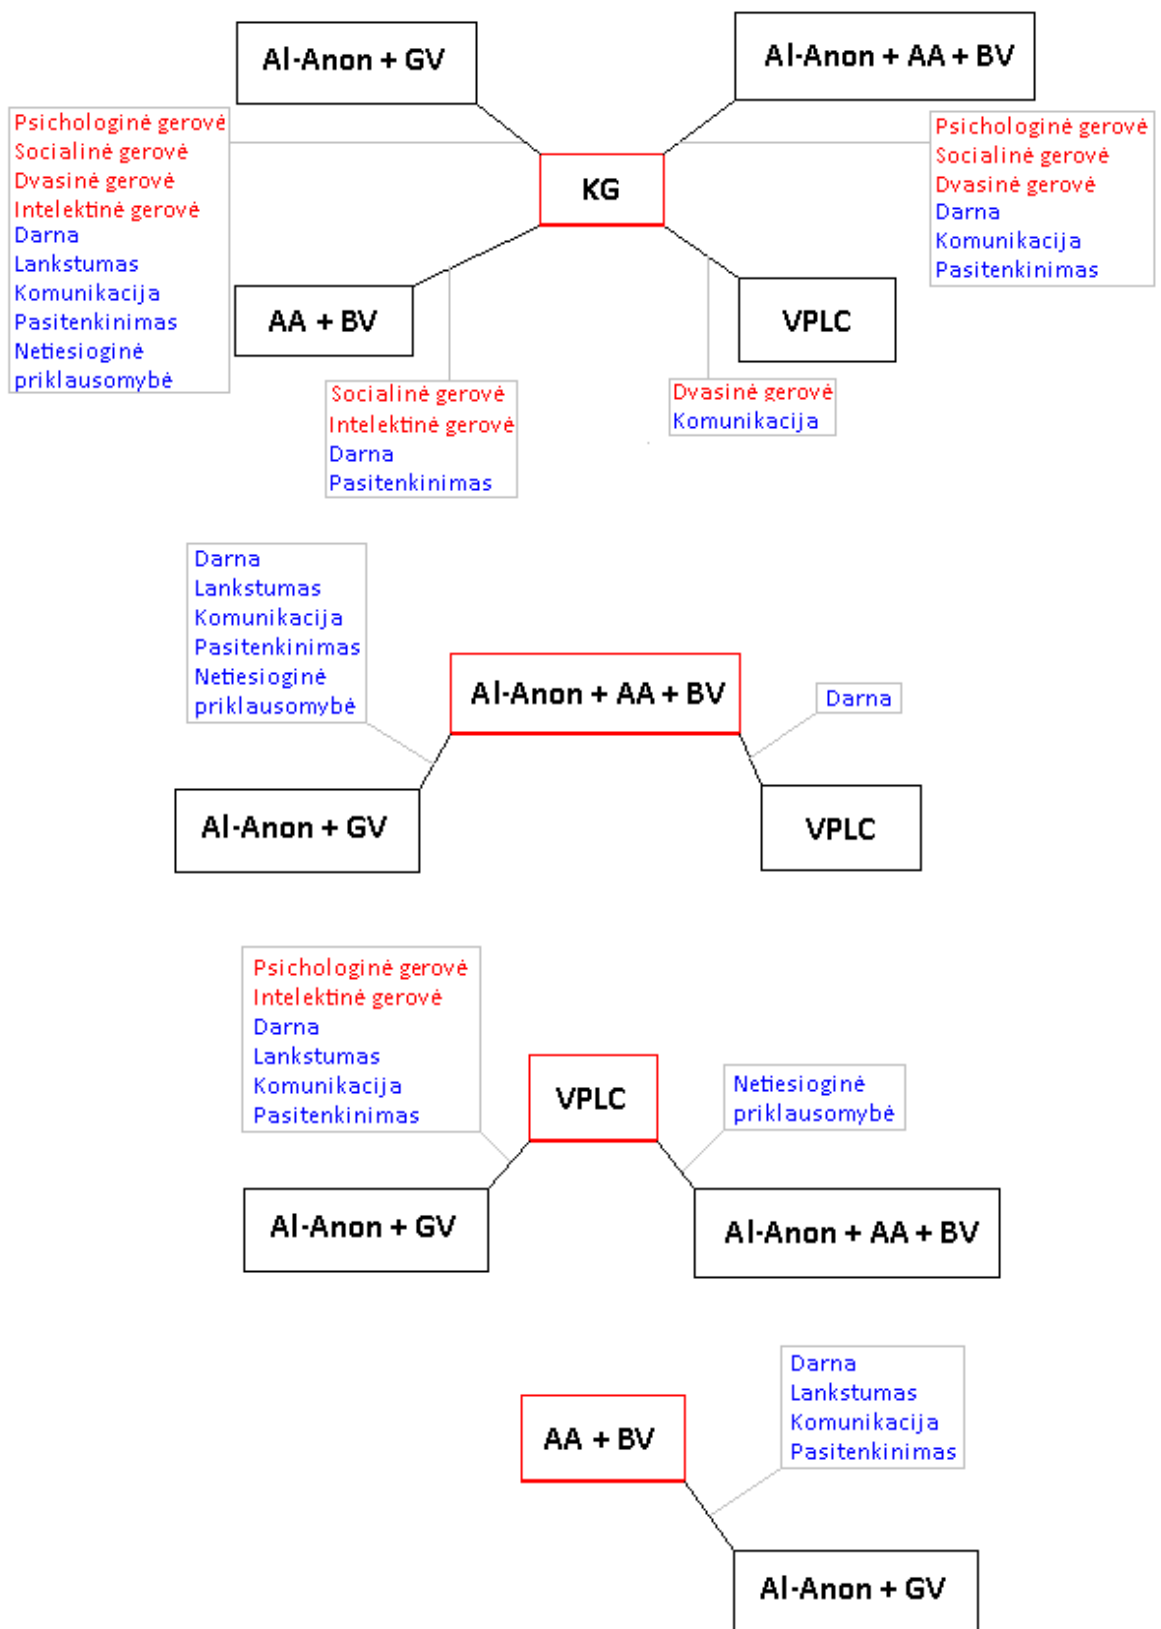 Al-Anon + GV
Al-Anon + AA + BV
Psichologinė gerovė
Socialinė gerovė
Dvasinė gerovė
Intelektinė gerovė
Darna
Lankstumas
Komunikacija
Pasitenkinimas
Netiesioginė
priklausomybė
KG
Psichologinė gerovė
Socialinė gerovė
Dvasinė gerovė
Darna
Komunikacija
Pasitenkinimas
AA + BV
VPLC
Socialinė gerovė
Intelektinė gerovė
Darna
Pasitenkinimas
Dvasinė gerovė
Komunikacija
Darna
Lankstumas
Komunikacija
Pasitenkinimas
Netiesioginė
priklausomybė
Al-Anon + AA + BV
Darna
Al-Anon + GV
VPLC
Psichologinė gerovė
Intelektinė gerovė
Darna
Lankstumas
Komunikacija
Pasitenkinimas
VPLC
Netiesioginė
priklausomybė
Al-Anon + GV
Al-Anon + AA + BV
Darna
Lankstumas
Komunikacija
Pasitenkinimas
AA + BV
Al-Anon + GV